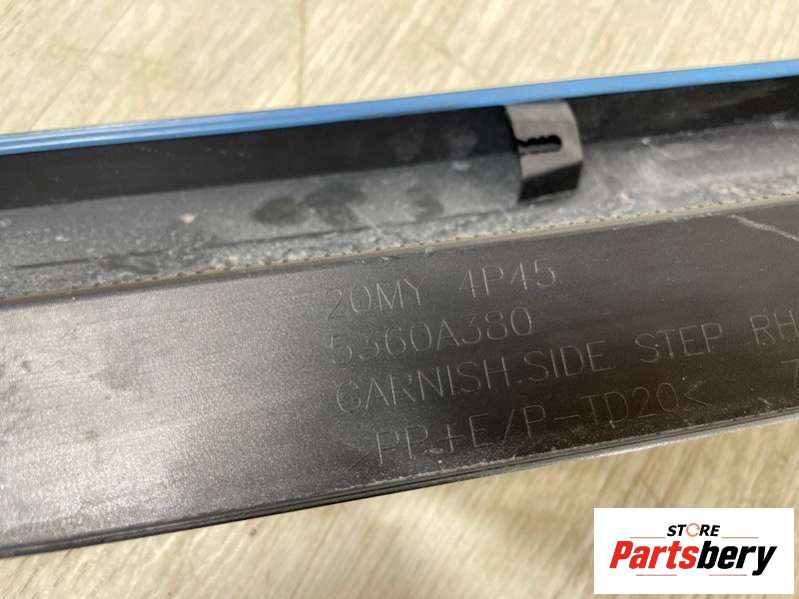 20MY 4P45
5360A380
GARNISH.SIDE STEP RH
>PP+E/P-TD20<
STORE
Partsbery